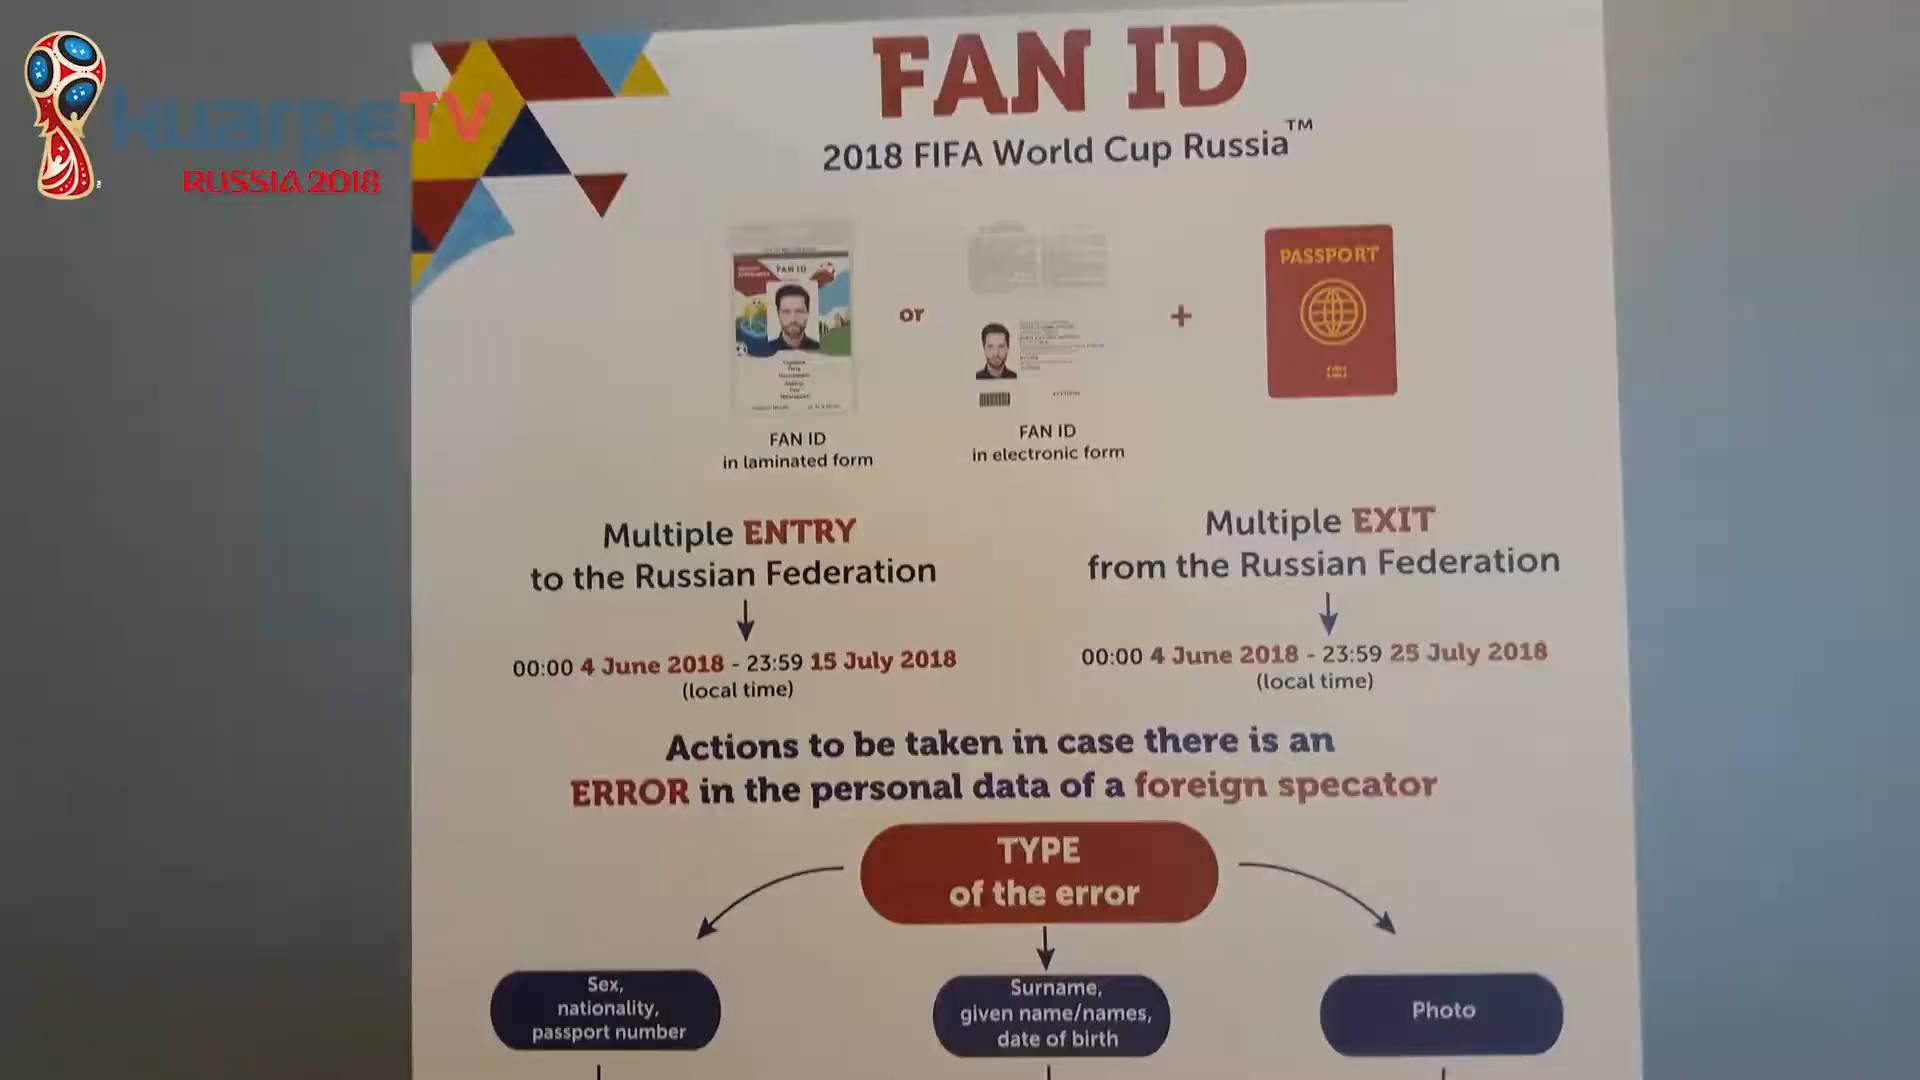 kuarpeTV
RUSSIA 2018
FAN ID
2018 FIFA World Cup Russia™
FAN ID
or
+
PASSPORT
FAN ID
in laminated form
FAN ID
in electronic form
Multiple ENTRY
to the Russian Federation
00:00 4 June 2018 - 23:59 15 July 2018
(local time)
Multiple EXIT
from the Russian Federation
00:00 4 June 2018 - 23:59 25 July 2018
(local time)
Actions to be taken in case there is an
ERROR in the personal data of a foreign specator
TYPE
of the error
Sex,
nationality,
passport number
Surname,
given name/names,
date of birth
Photo